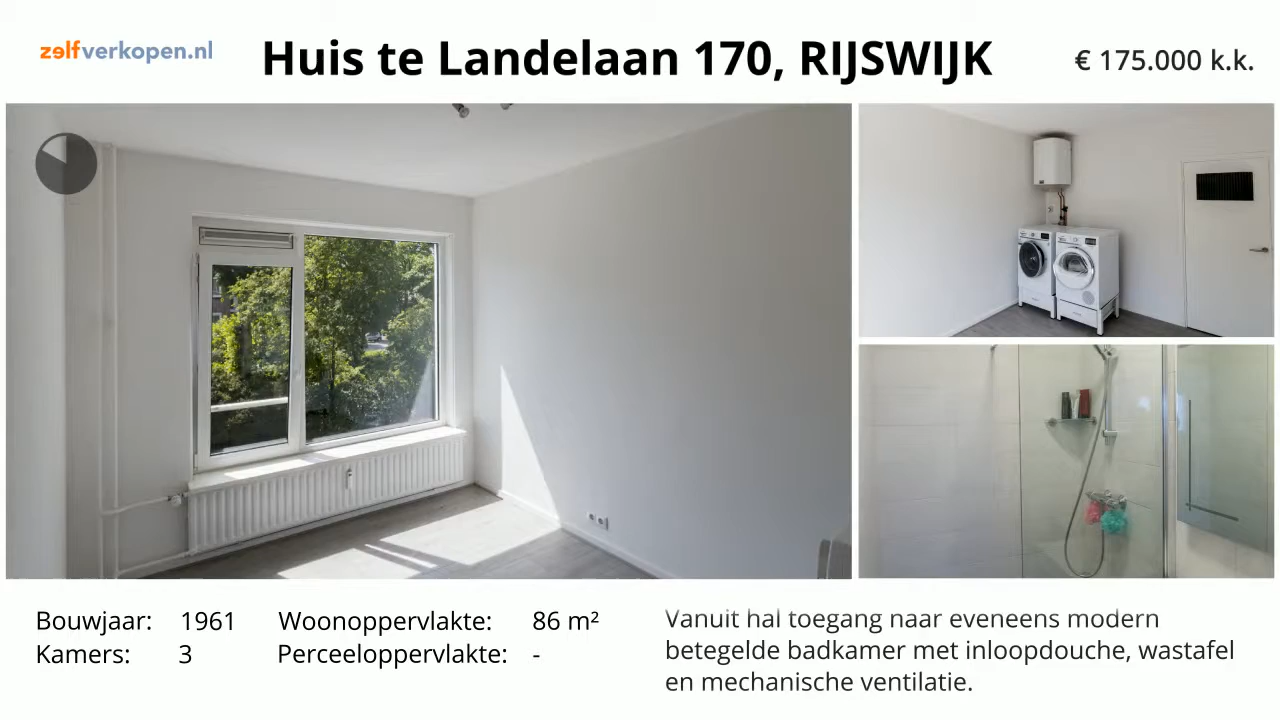 zelfverkopen.nl
Huis te Landelaan 170, RIJSWIJK
€ 175.000 k.k.
Bouwjaar: 1961
Kamers: 3
Woonoppervlakte: 86 m²
Perceeloppervlakte: -
Vanuit hal toegang naar eveneens modern
betegelde badkamer met inloopdouche, wastafel
en mechanische ventilatie.